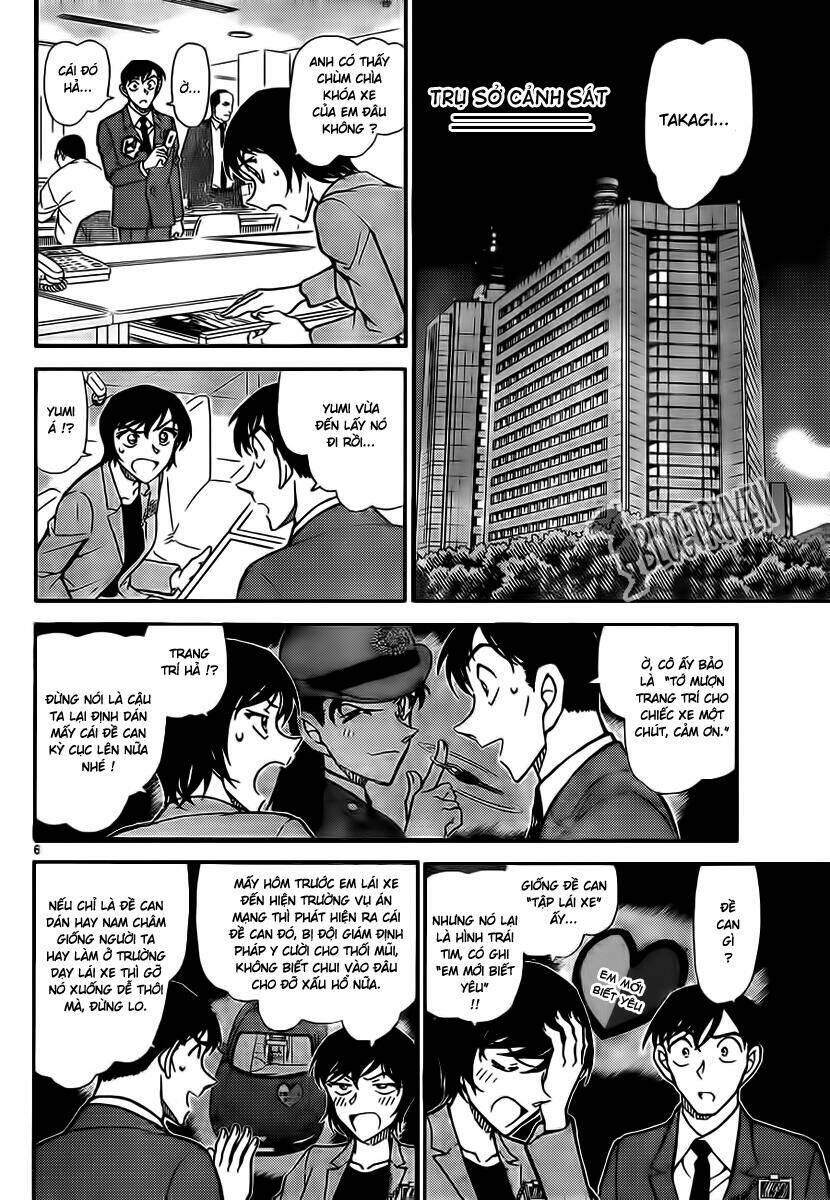 TRỤ SỞ CẢNH SÁT
TAKAGI...
ANH CÓ THẤY
CHÙM CHÌA
KHÓA XE
CỦA EM ĐÂU
KHÔNG ?
Ờ...
CÁI ĐÓ
HẢ...
YUMI VỪA
ĐẾN LẤY NÓ
ĐI RỒI...
YUMI
Á !?
BLOGTRUYEN
Ờ, CÔ ẤY BẢO
LÀ "TỚ MƯỢN
TRANG TRÍ CHO
CHIẾC XE MỘT
CHÚT, CẢM ƠN."
TRANG
TRÍ HẢ !?
ĐỪNG NÓI LÀ CẬU
TA LẠI ĐỊNH DÁN
MẤY CÁI ĐỀ CAN
KỲ CỤC LÊN NỮA
NHÉ !
6
ĐỀ
CAN
GÌ ?
GIỐNG ĐỀ CAN
"TẬP LÁI XE"
ẤY...
NHƯNG NÓ LẠI
LÀ HÌNH TRÁI
TIM, CÓ GHI
"EM MỚI BIẾT
YÊU"
!!
EM MỚI
BIẾT YÊU
MẤY HÔM TRƯỚC EM LÁI XE
ĐẾN HIỆN TRƯỜNG VỤ ÁN
MẠNG THÌ PHÁT HIỆN RA CÁI
ĐỀ CAN ĐÓ, BỊ ĐỘI GIÁM ĐỊNH
PHÁP Y CƯỜI CHO THỐI MŨI,
KHÔNG BIẾT CHUI VÀO ĐÂU
CHO ĐỠ XẤU HỔ NỮA.
NẾU CHỈ LÀ ĐỀ CAN
DÁN HAY NAM CHÂM
GIỐNG NGƯỜI TA
HAY LÀM Ở TRƯỜNG
DẠY LÁI XE THÌ GỠ
NÓ XUỐNG DỄ THÔI
MÀ, ĐỪNG LO.